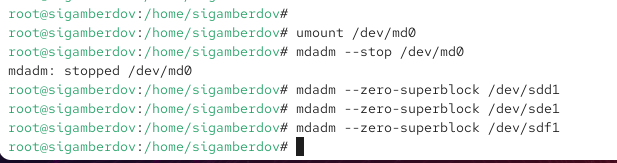 root@sigamberdov:/home/sigamberdov#
root@sigamberdov:/home/sigamberdov# umount /dev/md0
root@sigamberdov:/home/sigamberdov# mdadm --stop /dev/md0
mdadm: stopped /dev/md0
root@sigamberdov:/home/sigamberdov# mdadm --zero-superblock /dev/sdd1
root@sigamberdov:/home/sigamberdov# mdadm --zero-superblock /dev/sde1
root@sigamberdov:/home/sigamberdov# mdadm --zero-superblock /dev/sdf1
root@sigamberdov:/home/sigamberdov#